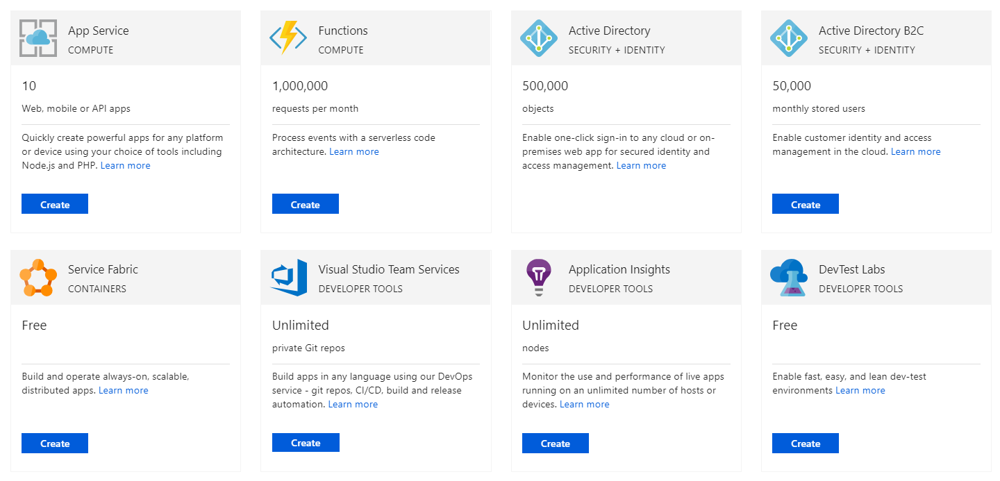 App Service
COMPUTE
10
Web, mobile or API apps
Quickly create powerful apps for any platform
or device using your choice of tools including
Node.js and PHP. Learn more
Create
Functions
COMPUTE
1,000,000
requests per month
Process events with a serverless code
architecture. Learn more
Create
Active Directory
SECURITY + IDENTITY
500,000
objects
Enable one-click sign-in to any cloud or on-
premises web app for secured identity and
access management. Learn more
Active Directory B2C
SECURITY + IDENTITY
50,000
monthly stored users
Enable customer identity and access
management in the cloud. Learn more
Create
Service Fabric
CONTAINERS
Free
Build and operate always-on, scalable,
distributed apps. Learn more
Create
Visual Studio Team Services
DEVELOPER TOOLS
Unlimited
private Git repos
Build apps in any language using our DevOps
service - git repos, CI/CD, build and release
automation. Learn more
Create
Application Insights
DEVELOPER TOOLS
Unlimited
nodes
Monitor the use and performance of live apps
running on an unlimited number of hosts or
devices. Learn more
Create
DevTest Labs
DEVELOPER TOOLS
Free
Enable fast, easy, and lean dev-test
environments Learn more
Create